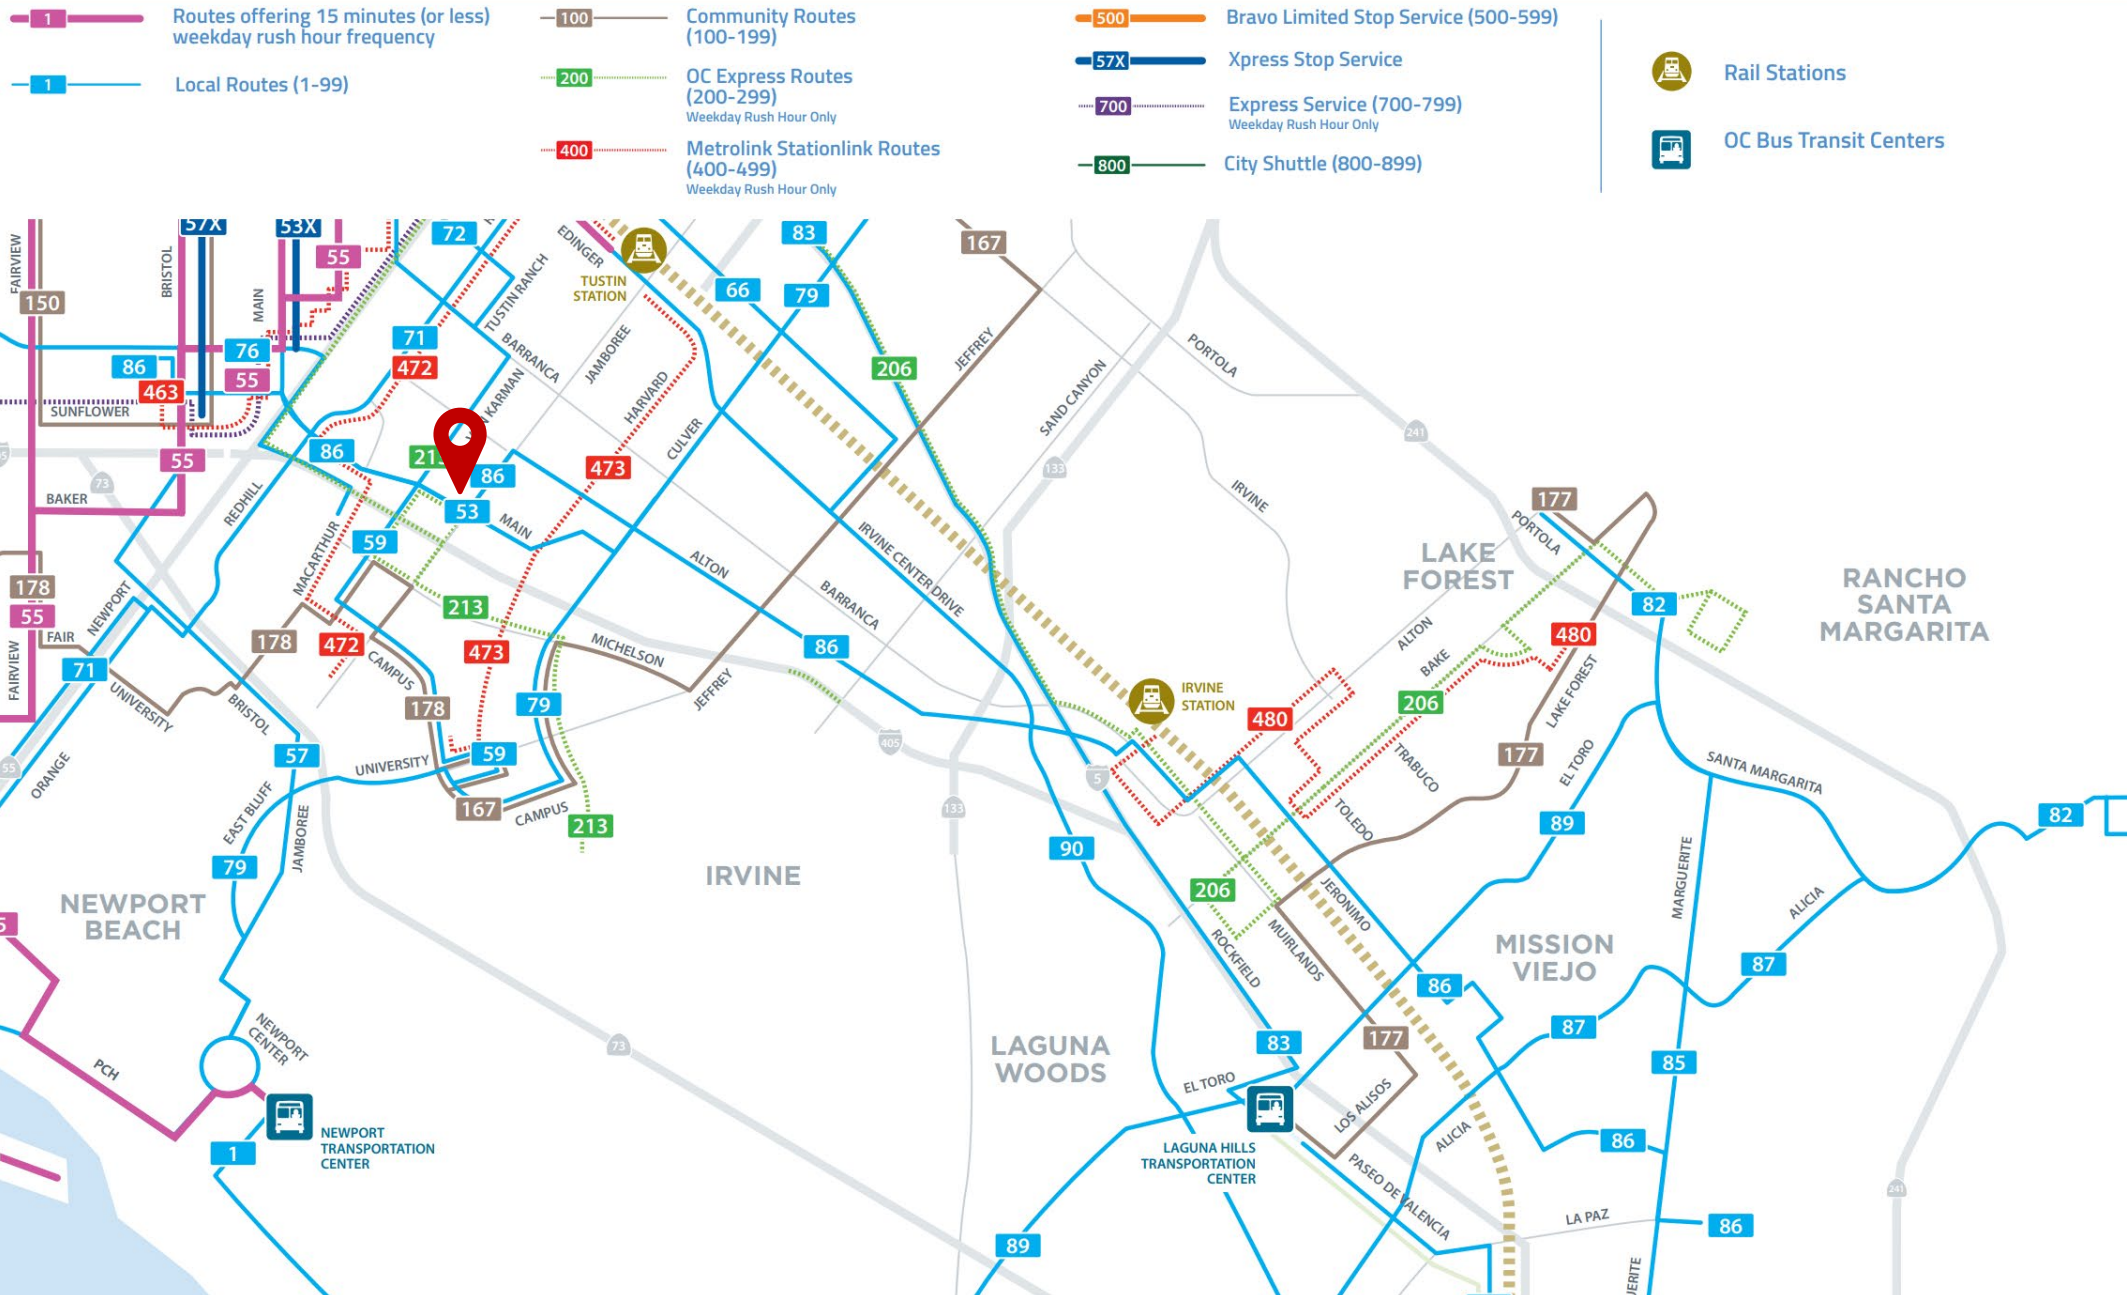 1
Routes offering 15 minutes (or less)
weekday rush hour frequency
1
Local Routes (1-99)
100
Community Routes
(100-199)
200
OC Express Routes
(200-299)
Weekday Rush Hour Only
400
Metrolink Stationlink Routes
(400-499)
Weekday Rush Hour Only
500
Bravo Limited Stop Service (500-599)
57X
Xpress Stop Service
700
Express Service (700-799)
Weekday Rush Hour Only
800
City Shuttle (800-899)
Rail Stations
OC Bus Transit Centers
57X
53X
72
83
167
FAIRVIEW
BRISTOL
MAIN
55
EDINGER
TUSTIN
STATION
TUSTIN RANCH
66
79
150
71
BARRANCA
JAMBOREE
JEFFREY
PORTOLA
76
86
472
206
55
463
HARVARD
SAND CANYON
SUNFLOWER
KARMAN
CULVER
241
86
55
73
473
133
86
BAKER
REDHILL
53
MAIN
IRVINE
177
PORTOLA
59
MACARTHUR
ALTON
IRVINE CENTER DRIVE
LAKE
FOREST
RANCHO
SANTA
MARGARITA
178
55
NEWPORT
213
BARRANCA
82
FAIR
178
472
473
MICHELSON
86
ALTON
480
FAIRVIEW
71
CAMPUS
JEFFREY
BAKE
UNIVERSITY
BRISTOL
178
79
IRVINE
STATION
480
206
LAKE FOREST
405
57
59
UNIVERSITY
TRABUCO
177
EL TORO
SANTA MARGARITA
55
ORANGE
5
167
CAMPUS
213
133
TOLEDO
89
82
EAST BLUFF
JAMBOREE
79
90
IRVINE
206
JERONIMO
MARGUERITE
ALICIA
NEWPORT
BEACH
ROCKFIELD
MUIRLANDS
MISSION
VIEJO
87
86
NEWPORT
CENTER
73
87
LAGUNA
WOODS
83
177
PCH
85
EL TORO
LOS ALISOS
NEWPORT
TRANSPORTATION
CENTER
1
LAGUNA HILLS
TRANSPORTATION
CENTER
ALICIA
86
PASEO DE VALENCIA
241
LA PAZ
86
89